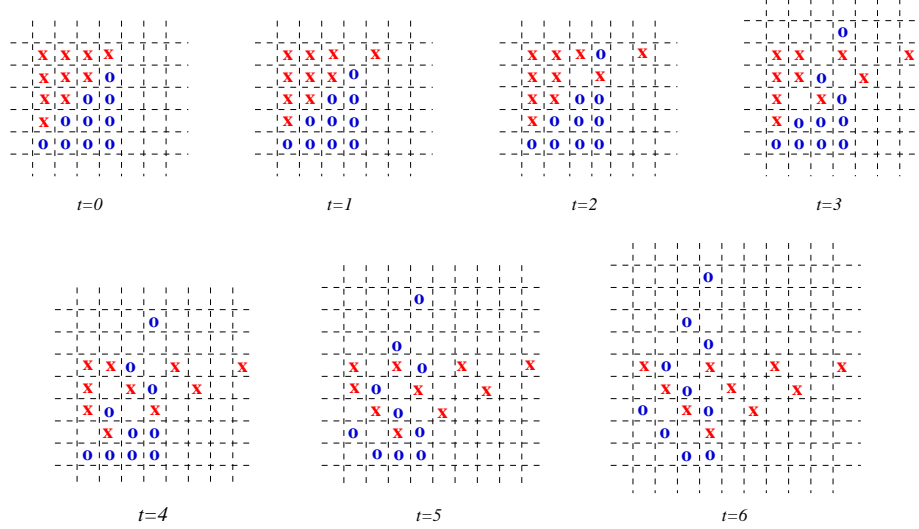 x x x x
x x x o
x x o o
x o o o
o o o o
t=0
x x x x
x x x o
x x o o
x o o o
o o o o
t=1
x x x o x
x x x
x x o o
x o o o
o o o o
t=2
o
x x x x
x x o x
x x o
x o o o
o o o o
t=3
o
x x o x x
x x o x
x o x
x o o
o o o o
t=4
o
o
x x o x x
x o x x
x o x
o x o
o o o
t=5
o
o
o
x o x x x
x o x x
o x o x
o x
o o
t=6